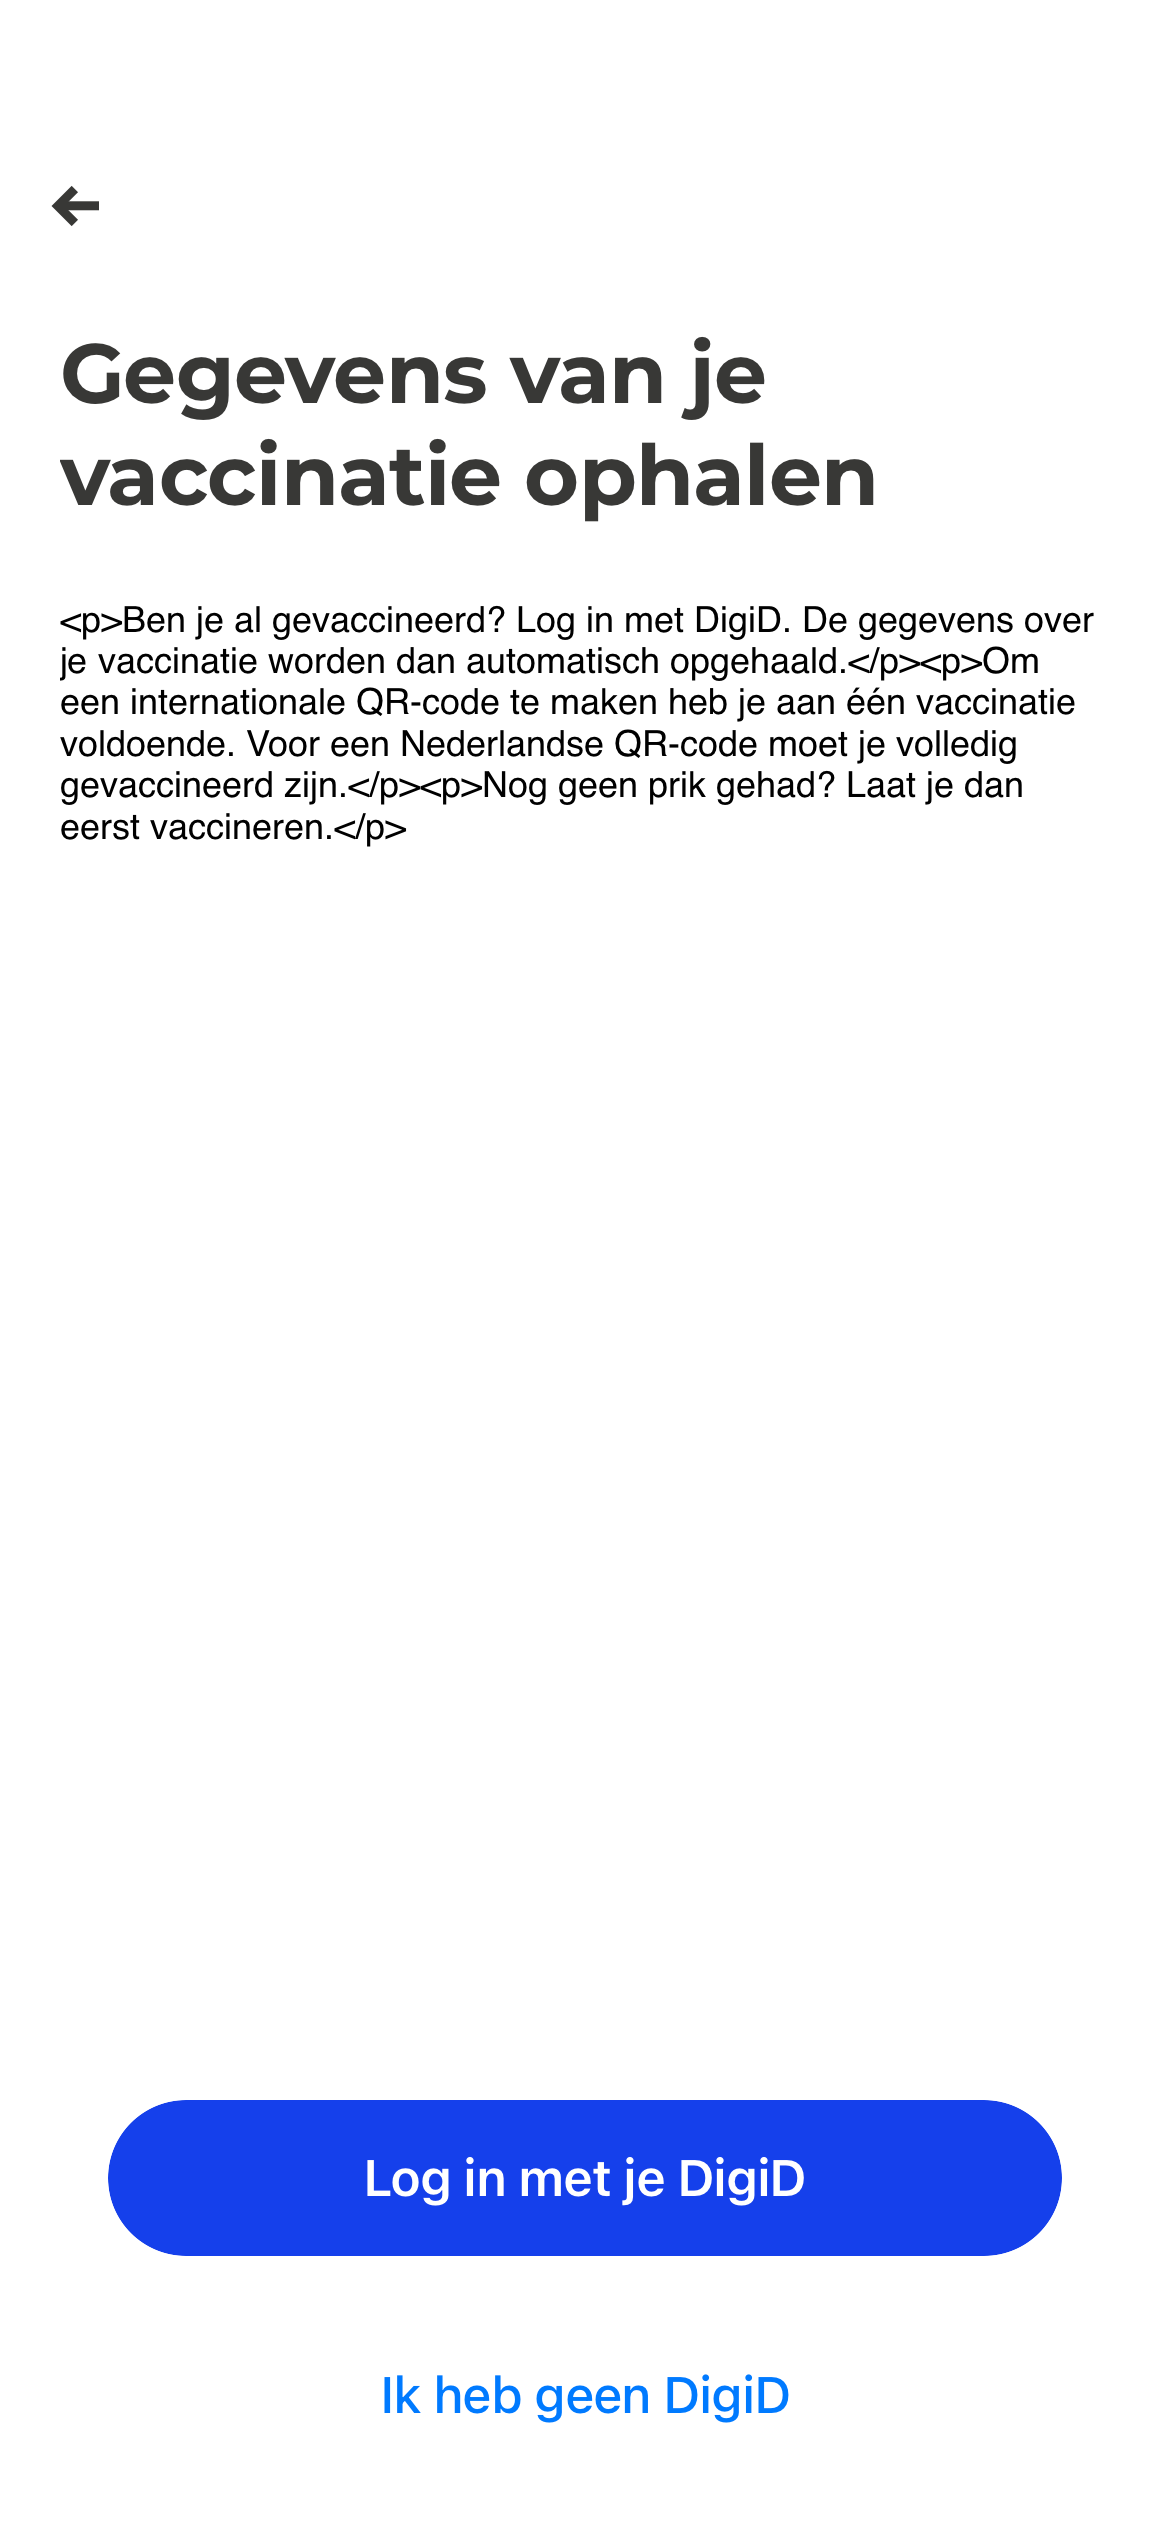 Gegevens van je
vaccinatie ophalen
<p>Ben je al gevaccineerd? Log in met DigiD. De gegevens over
je vaccinatie worden dan automatisch opgehaald.</p><p>Om
een internationale QR-code te maken heb je aan één vaccinatie
voldoende. Voor een Nederlandse QR-code moet je volledig
gevaccineerd zijn.</p><p>Nog geen prik gehad? Laat je dan
eerst vaccineren.</p>
Log in met je DigiD
Ik heb geen DigiD